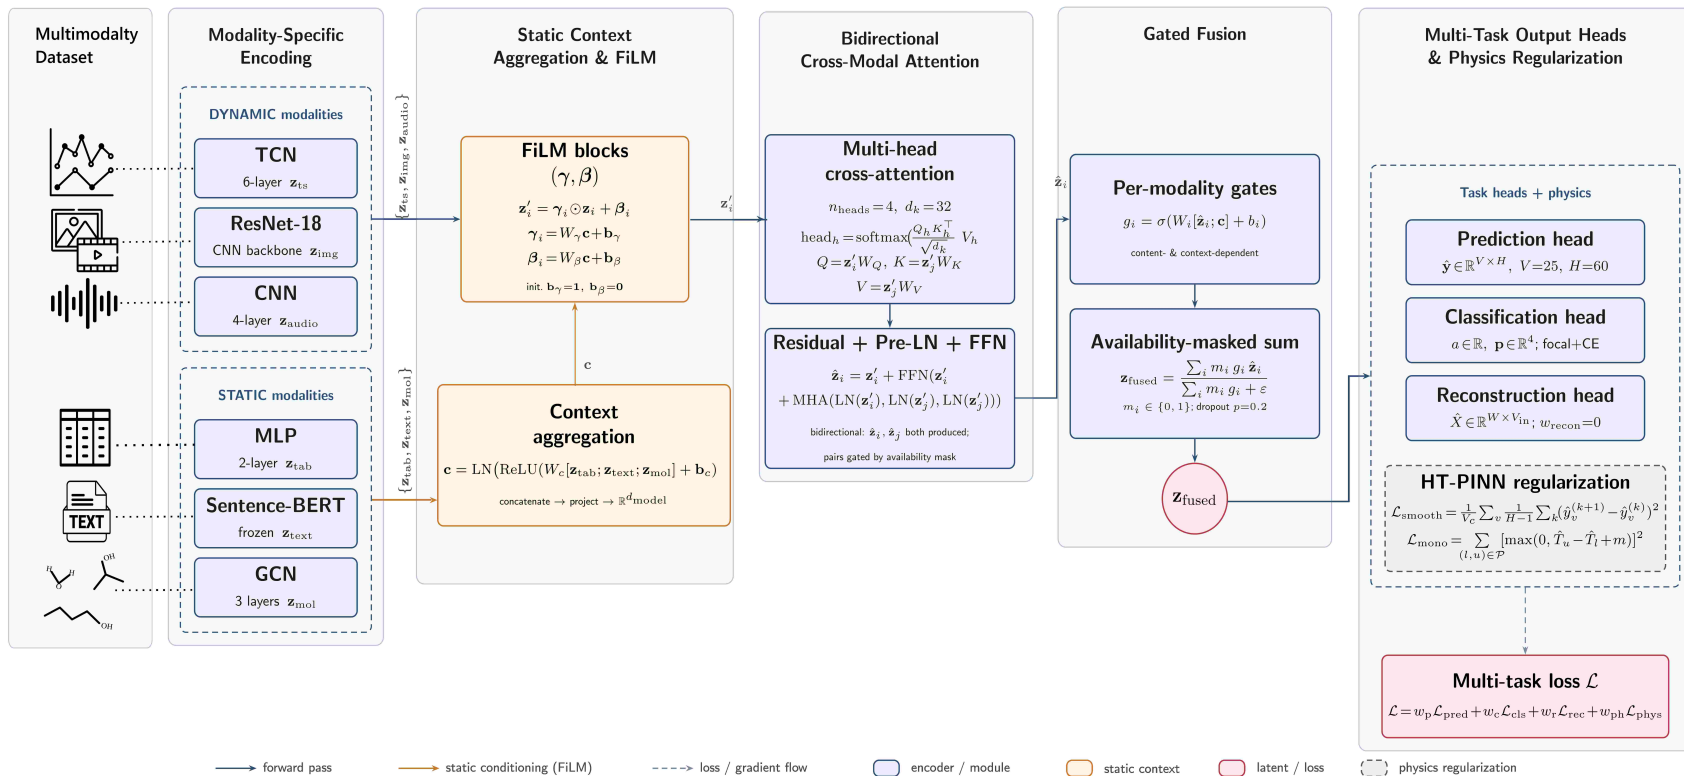 Multimodalty
Dataset
TEXT
H
H
O
OH
OH
Modality-Specific
Encoding
DYNAMIC modalities
TCN
6-layer z_ts
ResNet-18
CNN backbone z_img
CNN
4-layer z_audio
STATIC modalities
MLP
2-layer z_tab
Sentence-BERT
frozen z_text
GCN
3 layers z_mol
{z_ts, z_img, z_audio}
{z_tab, z_text, z_mol}
Static Context
Aggregation & FiLM
FiLM blocks
(γ, β)
z′_i = γ_i ⊙ z_i + β_i
γ_i = W_γ c + b_γ
β_i = W_β c + b_β
init. b_γ = 1, b_β = 0
c
Context
aggregation
c = LN(ReLU(W_c[z_tab; z_text; z_mol] + b_c)
concatenate → project → ℝ^{d_model}
z′_i
Bidirectional
Cross-Modal Attention
Multi-head
cross-attention
n_heads = 4, d_k = 32
head_h = softmax(Q_h K_h^⊤ / √d_k V_h
Q = z′_i W_Q, K = z′_j W_K
V = z′_j W_V
Residual + Pre-LN + FFN
ẑ_i = z′_i + FFN(z′_i
+ MHA(LN(z′_i), LN(z′_j), LN(z′_j)))
bidirectional: ẑ_i, ẑ_j both produced;
pairs gated by availability mask
ẑ_i
Gated Fusion
Per-modality gates
g_i = σ(W_i[ẑ_i; c] + b_i)
content- & context-dependent
Availability-masked sum
z_fused = ∑_i m_i g_i ẑ_i / ∑_i m_i g_i + ε
m_i ∈ {0, 1}; dropout p=0.2
z_fused
Multi-Task Output Heads
& Physics Regularization
Task heads + physics
Prediction head
ŷ ∈ ℝ^{V×H}, V=25, H=60
Classification head
a ∈ ℝ, p ∈ ℝ^4; focal+CE
Reconstruction head
X̂ ∈ ℝ^{W×V_in}; w_recon = 0
HT-PINN regularization
ℒ_smooth = 1/V_c ∑_v 1/(H−1) ∑_k (ŷ_v^{(k+1)} − ŷ_v^{(k)})^2
ℒ_mono = ∑_{(l,u)∈𝒫} [max(0, T̂_u − T̂_l + m)]^2
Multi-task loss ℒ
ℒ = w_p ℒ_pred + w_c ℒ_cls + w_r ℒ_rec + w_ph ℒ_phys
forward pass
static conditioning (FiLM)
loss / gradient flow
encoder / module
static context
latent / loss
physics regularization